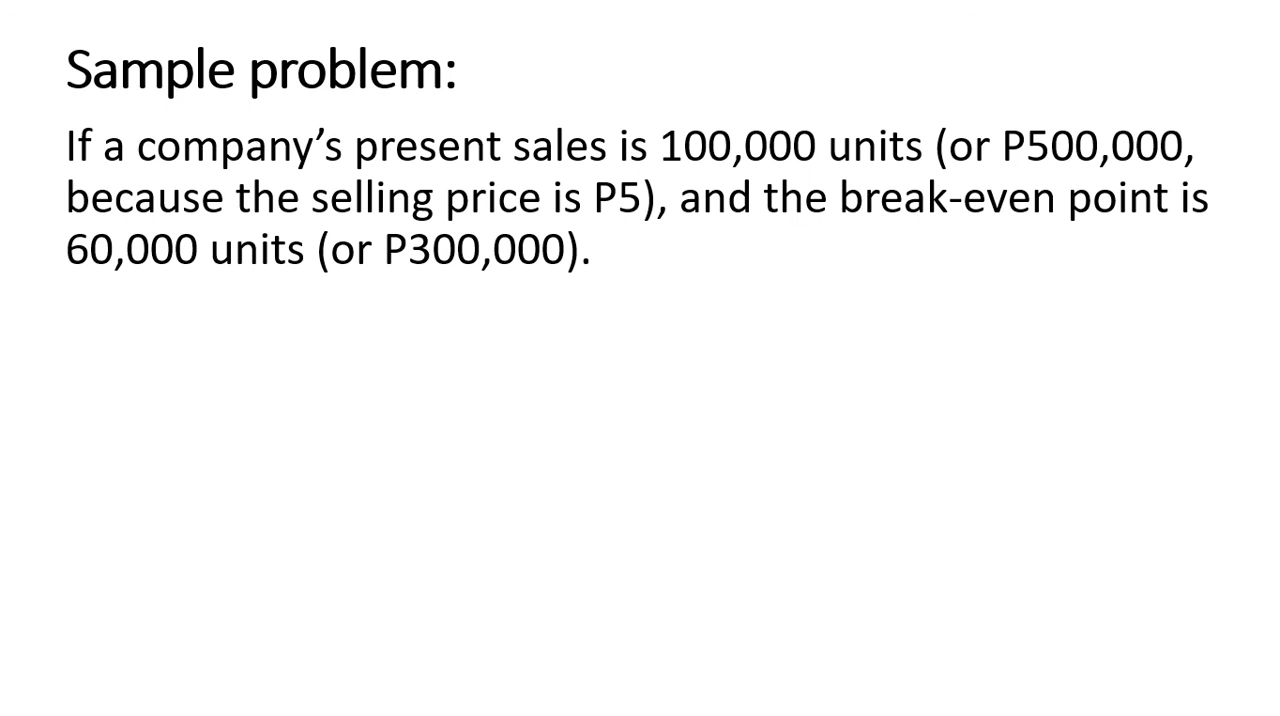 Sample problem:
If a company’s present sales is 100,000 units (or P500,000,
because the selling price is P5), and the break-even point is
60,000 units (or P300,000).